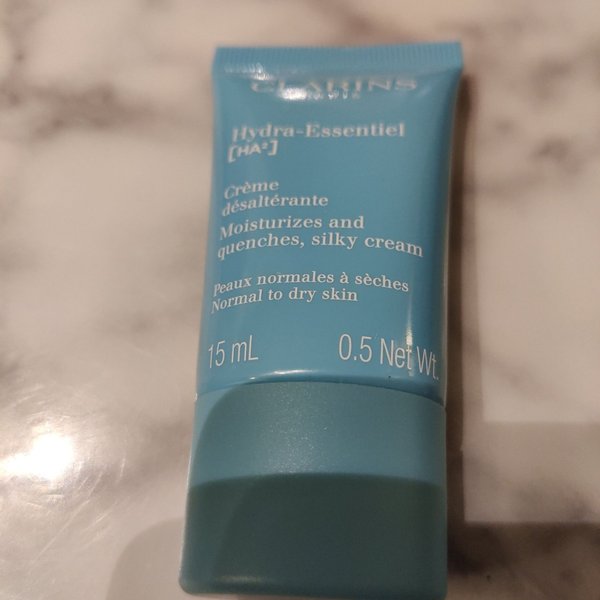 CLARINS
Hydra-Essentiel
[HA²]
Crème
désaltérante
Moisturizes and
quenches, silky cream
Peaux normales à sèches
Normal to dry skin
15 mL 0.5 Net Wt.